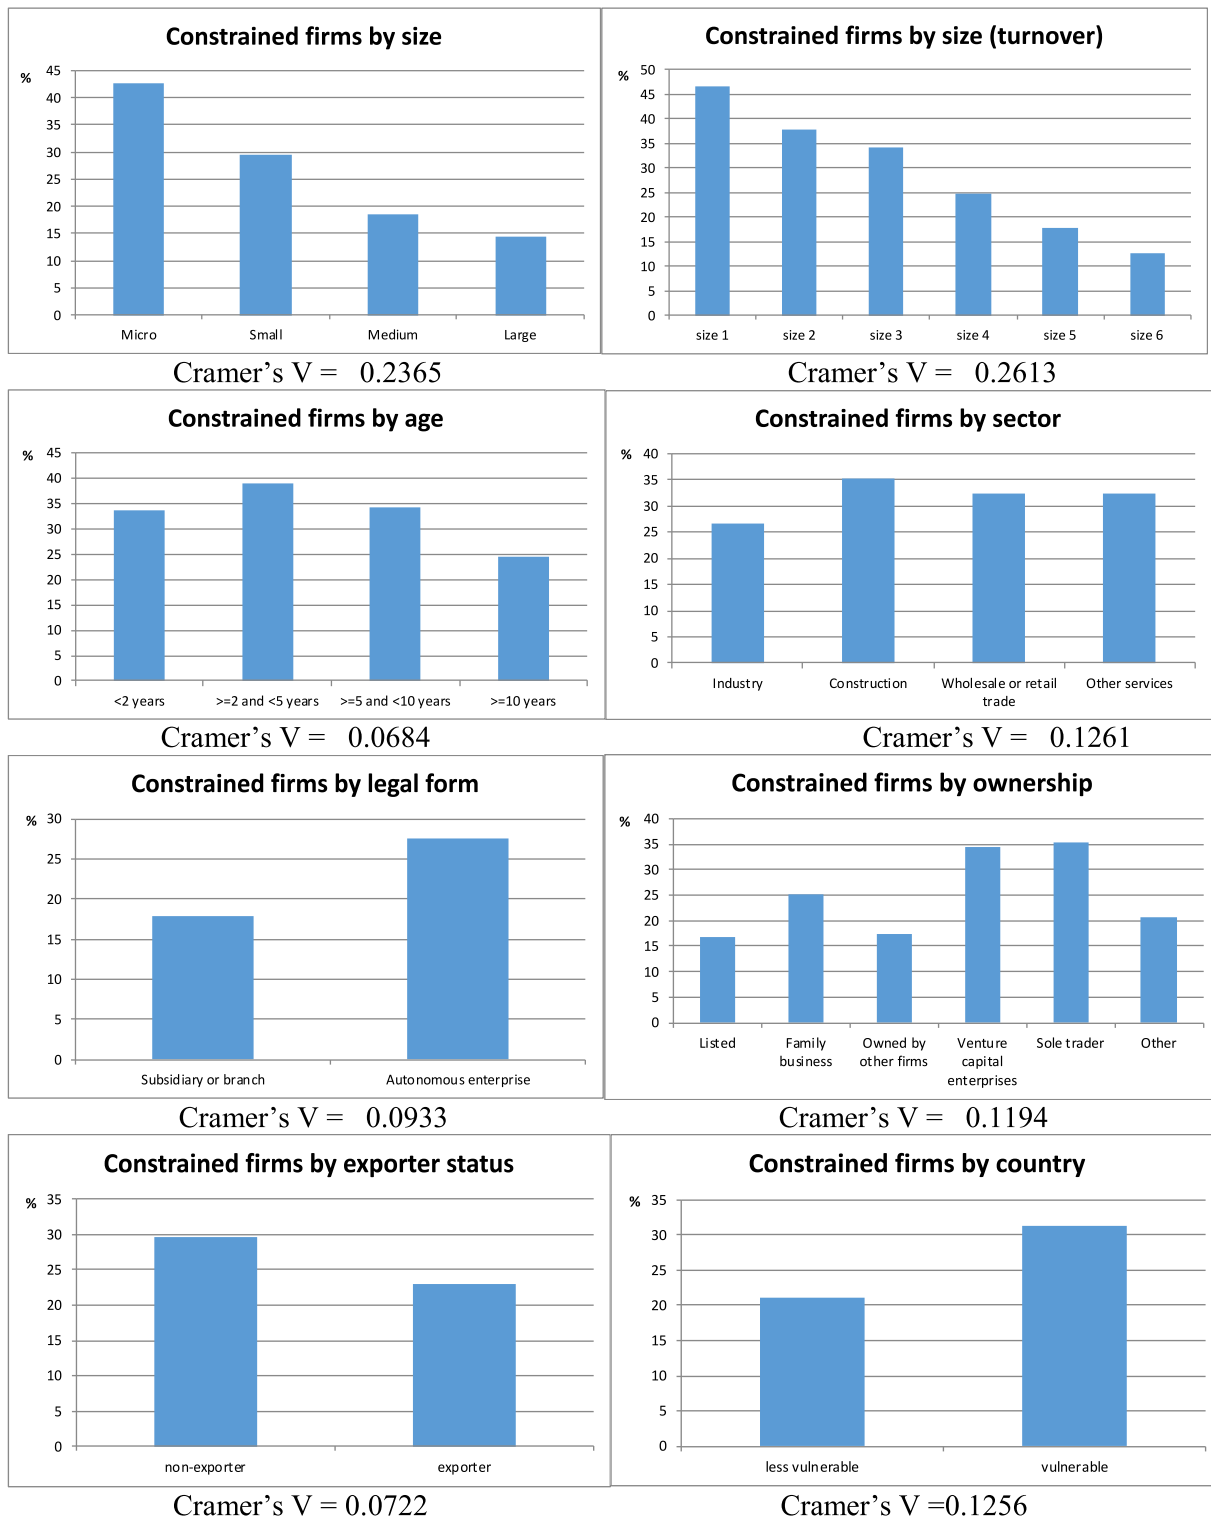 Constrained firms by size
%
45
40
35
30
25
20
15
10
5
0
Micro Small Medium Large
Cramer’s V = 0.2365
Constrained firms by size (turnover)
%
50
45
40
35
30
25
20
15
10
5
0
size 1 size 2 size 3 size 4 size 5 size 6
Cramer’s V = 0.2613
Constrained firms by age
%
45
40
35
30
25
20
15
10
5
0
<2 years >=2 and <5 years >=5 and <10 years >=10 years
Cramer’s V = 0.0684
Constrained firms by sector
%
40
35
30
25
20
15
10
5
0
Industry Construction Wholesale or retail Other services
trade
Cramer’s V = 0.1261
Constrained firms by legal form
%
30
25
20
15
10
5
0
Subsidiary or branch Autonomous enterprise
Cramer’s V = 0.0933
Constrained firms by ownership
%
40
35
30
25
20
15
10
5
0
Listed Family Owned by Venture Sole trader Other
business other firms capital
enterprises
Cramer’s V = 0.1194
Constrained firms by exporter status
%
35
30
25
20
15
10
5
0
non-exporter exporter
Cramer’s V = 0.0722
Constrained firms by country
%
35
30
25
20
15
10
5
0
less vulnerable vulnerable
Cramer’s V =0.1256